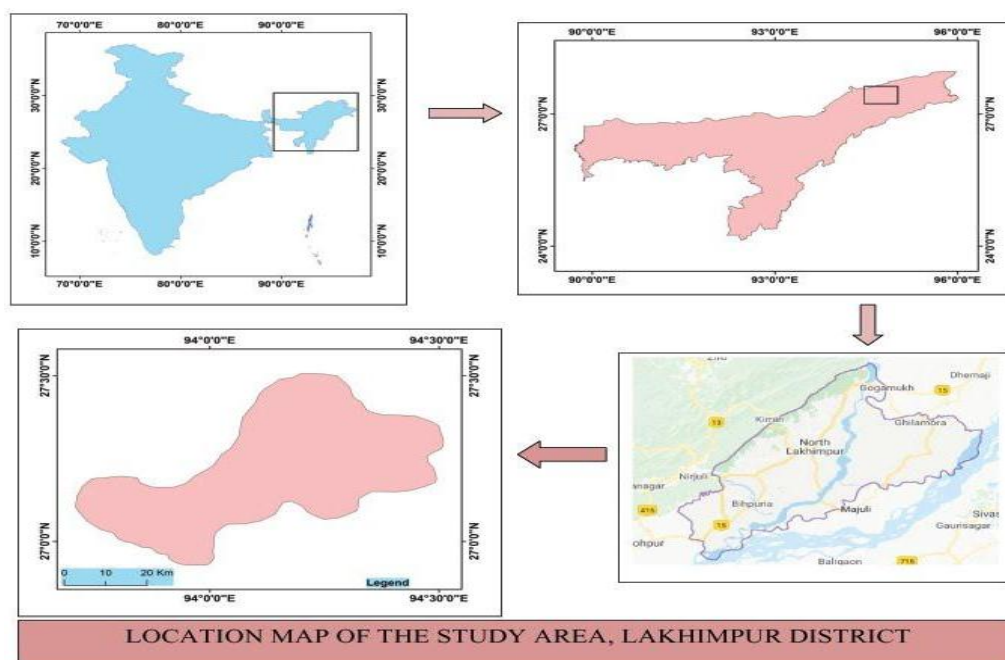 70°0'0"E 80°0'0"E 90°0'0"E
30°0'0"N
20°0'0"N
10°0'0"N
30°0'0"N
20°0'0"N
10°0'0"N
70°0'0"E 80°0'0"E 90°0'0"E
90°0'0"E 93°0'0"E 96°0'0"E
27°0'0"N
24°0'0"N
27°0'0"N
24°0'0"N
90°0'0"E 93°0'0"E 96°0'0"E
94°0'0"E 94°30'0"E
27°30'0"N
27°0'0"N
27°30'0"N
27°0'0"N
0 10 20 Km
Legend
94°0'0"E 94°30'0"E
Dhemaji
Gogamukh
15
13
Kimin
Ghilamora
North
Lakhimpur
Nirjuli
anagar
Bihpuria
Majuli
415
15
Sivas
Gaurisagar
ohpur
Baligaon
715
LOCATION MAP OF THE STUDY AREA, LAKHIMPUR DISTRICT